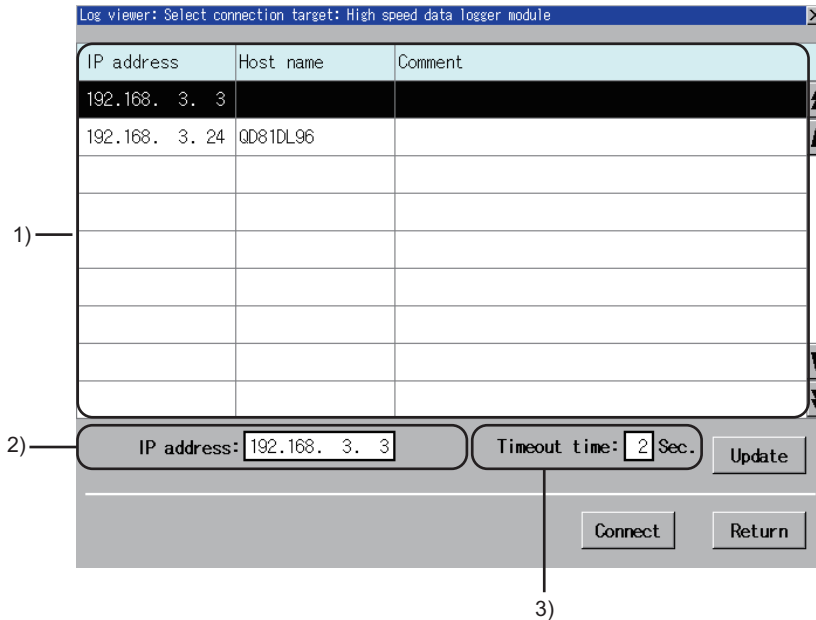 Log viewer: Select connection target: High speed data logger module
IP address Host name Comment
192.168. 3. 3
192.168. 3. 24 QD81DL96
1)
2)
IP address: 192.168. 3. 3 Timeout time: 2 Sec. Update
Connect Return
3)